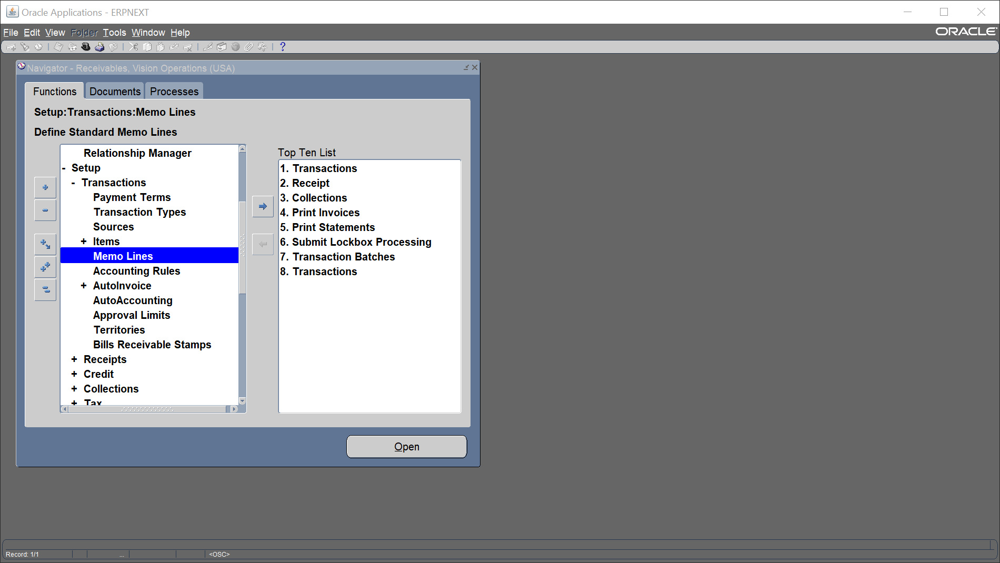 Oracle Applications - ERPNEXT
File Edit View Folder Tools Window Help
ORACLE
?
Navigator - Receivables, Vision Operations (USA)
Functions Documents Processes
Setup:Transactions:Memo Lines
Define Standard Memo Lines
Relationship Manager
- Setup
- Transactions
Payment Terms
Transaction Types
Sources
+ Items
Memo Lines
Accounting Rules
+ AutoInvoice
AutoAccounting
Approval Limits
Territories
Bills Receivable Stamps
+ Receipts
+ Credit
+ Collections
+ Tax
Top Ten List
1. Transactions
2. Receipt
3. Collections
4. Print Invoices
5. Print Statements
6. Submit Lockbox Processing
7. Transaction Batches
8. Transactions
Open
Record: 1/1 ... <OSC>